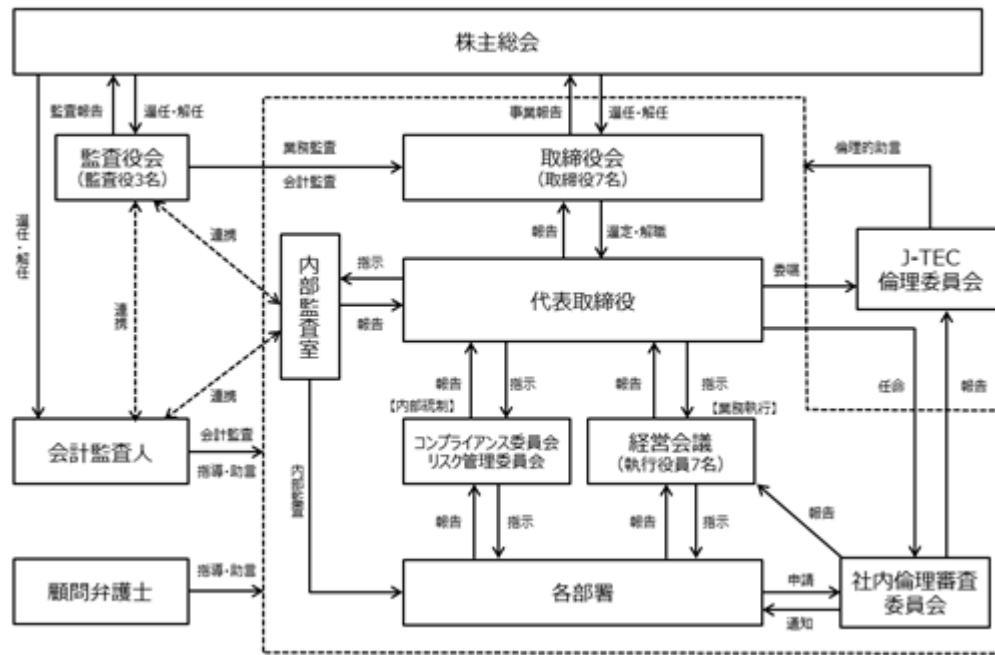 株主総会
監査報告
選任・解任
事業報告
選任・解任
倫理的助言
監査役会
(監査役3名)
業務監査
会計監査
取締役会
(取締役7名)
選任・解任
連携
報告
選定・解職
J-TEC
倫理委員会
内部監査室
指示
報告
代表取締役
委嘱
連携
連携
報告
指示
報告
指示
任命
報告
【内部統制】
【業務執行】
会計監査人
会計監査
指導・助言
コンプライアンス委員会
リスク管理委員会
経営会議
(執行役員7名)
内部監査
報告
指示
報告
指示
報告
顧問弁護士
指導・助言
各部署
申請
通知
社内倫理審査
委員会